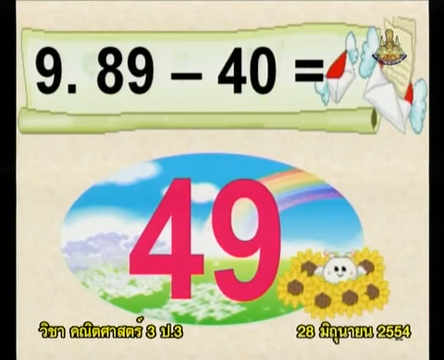 9. 89 – 40 =
49
วิชา คณิตศาสตร์ 3 ป.3
28 มิถุนายน 2554